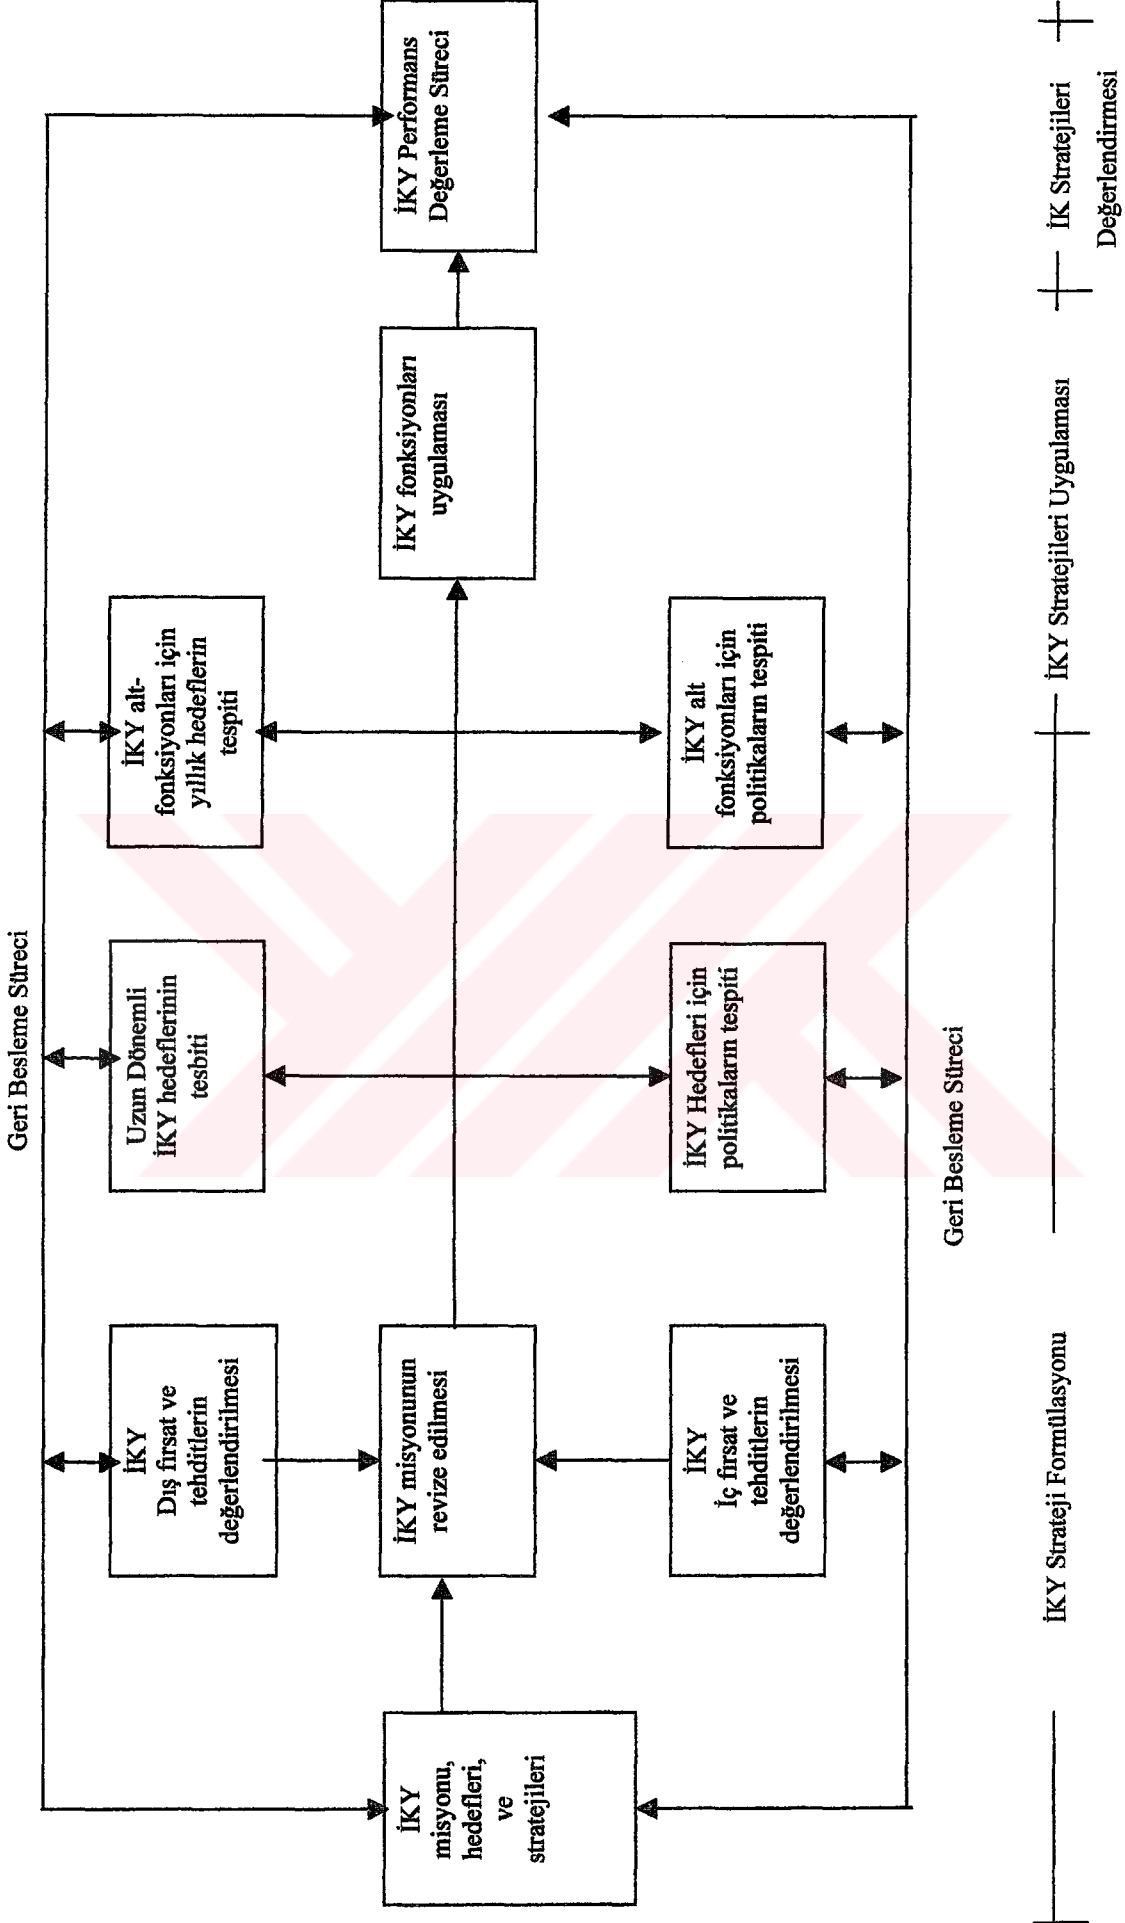 Geri Besleme Süreci
İKY
misyonu,
hedefleri,
ve
stratejileri
İKY
Dış fırsat ve
tehditlerin
değerlendirilmesi
İKY misyonunun
revize edilmesi
İKY
İç fırsat ve
tehditlerin
değerlendirilmesi
Uzun Dönemli
İKY hedeflerinin
tesbiti
İKY Hedefleri için
politikaların tespiti
İKY alt-
fonksiyonları için
yıllık hedeflerin
tespiti
İKY alt
fonksiyonları için
politikaların tespiti
İKY fonksiyonları
uygulaması
İKY Performans
Değerleme Süreci
Geri Besleme Süreci
İKY Strateji Formülasyonu
İKY Stratejileri Uygulaması
İK Stratejileri
Değerlendirmesi